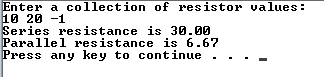 Enter a collection of resistor values:
10 20 -1
Series resistance is 30.00
Parallel resistance is 6.67
Press any key to continue . . .